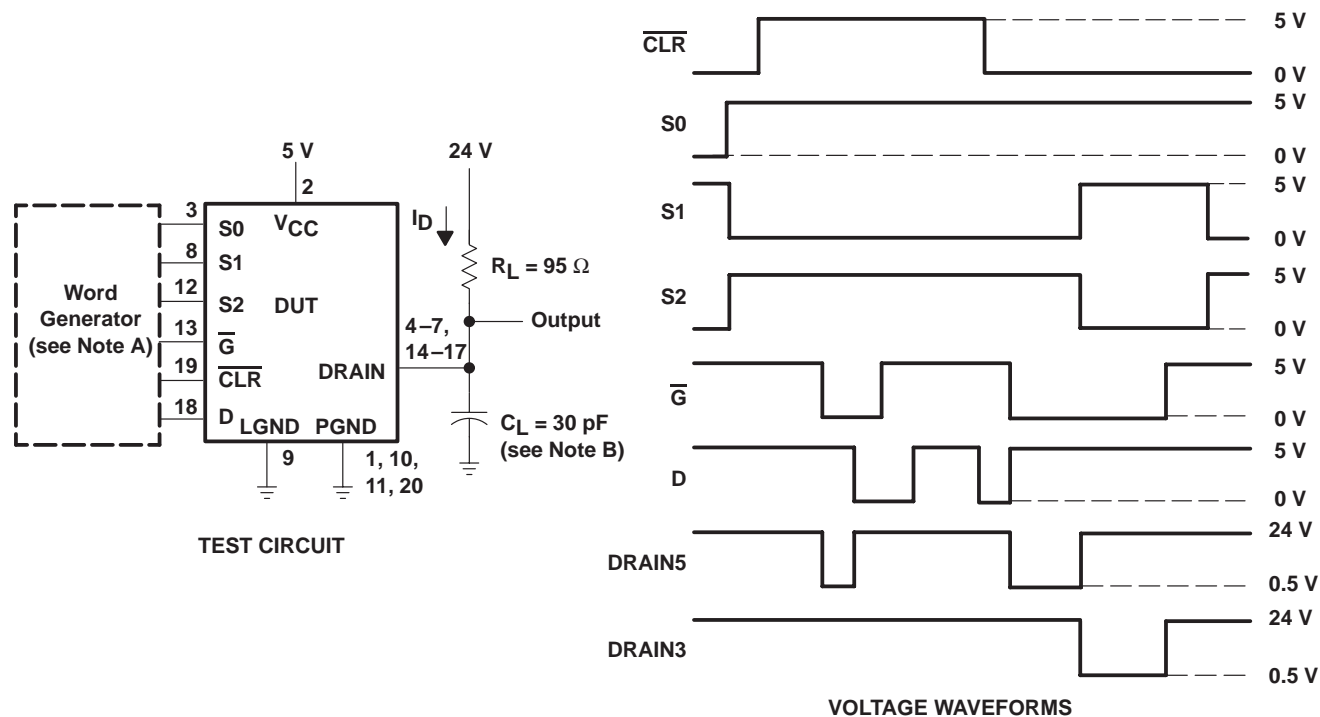 5 V
2
24 V
3
S0
VCC
ID
8
S1
RL = 95 Ω
12
S2
DUT
Word
Generator
(see Note A)
13
G
4–7,
14–17
Output
19
CLR
DRAIN
18
D
LGND
PGND
CL = 30 pF
(see Note B)
9
1, 10,
11, 20
TEST CIRCUIT
CLR
5 V
0 V
S0
5 V
0 V
S1
5 V
0 V
S2
5 V
0 V
G
5 V
0 V
D
5 V
0 V
DRAIN5
24 V
0.5 V
DRAIN3
24 V
0.5 V
VOLTAGE WAVEFORMS